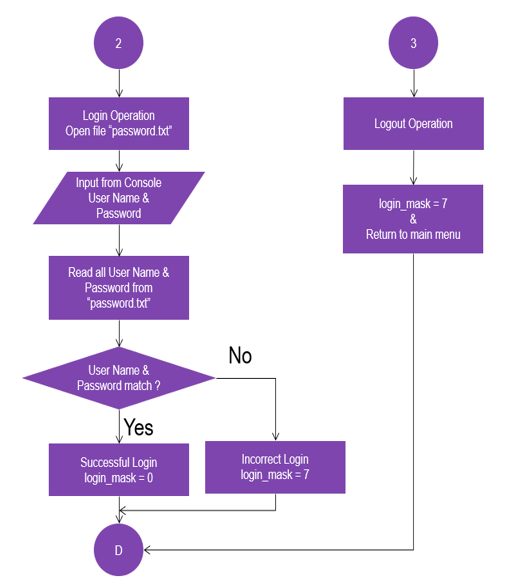 2
Login Operation
Open file “password.txt”
Input from Console
User Name &
Password
Read all User Name &
Password from
“password.txt”
User Name &
Password match ?
No
Yes
Successful Login
login_mask = 0
Incorrect Login
login_mask = 7
D
3
Logout Operation
login_mask = 7
&
Return to main menu